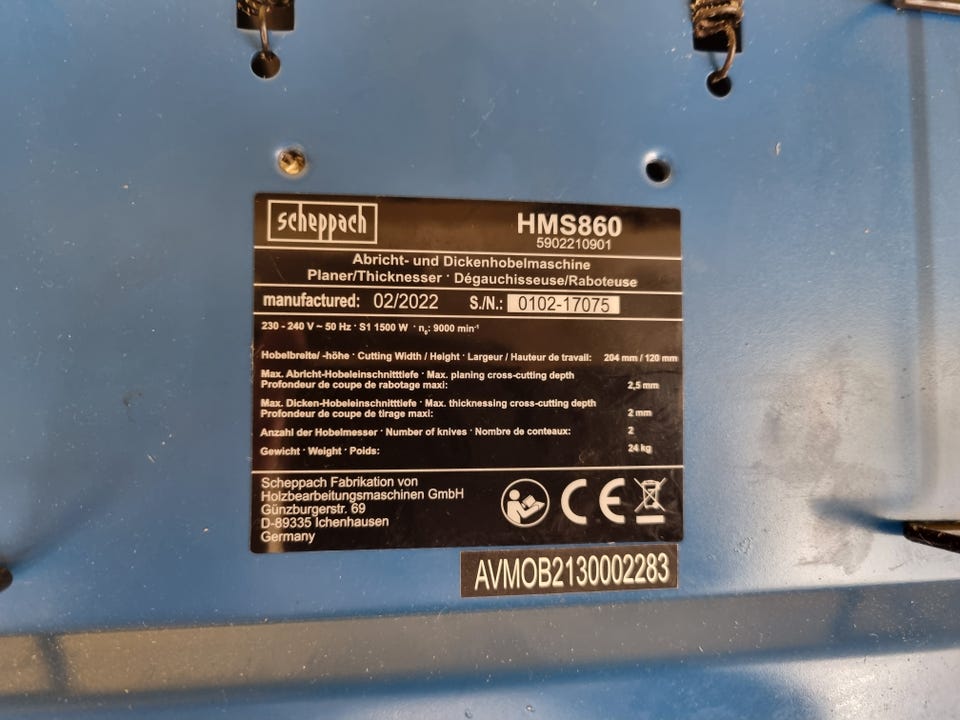 scheppach
HMS860
5902210901
Abricht- und Dickenhobelmaschine
Planer/Thicknesser · Dégauchisseuse/Raboteuse
manufactured: 02/2022 S./N.: 0102-17075
230 - 240 V ~ 50 Hz · S1 1500 W · n₀: 9000 min⁻¹
Hobelbreite/ -höhe · Cutting Width / Height · Largeur / Hauteur de travail: 204 mm / 120 mm
Max. Abricht-Hobeleinschnitttiefe · Max. planing cross-cutting depth
Profondeur de coupe de rabotage maxi: 2,5 mm
Max. Dicken-Hobeleinschnitttiefe · Max. thicknessing cross-cutting depth
Profondeur de coupe de tirage maxi: 2 mm
Anzahl der Hobelmesser · Number of knives · Nombre de conteaux: 2
Gewicht · Weight · Poids: 24 kg
Scheppach Fabrikation von
Holzbearbeitungsmaschinen GmbH
Günzburgerstr. 69
D-89335 Ichenhausen
Germany
CE
AVMOB2130002283